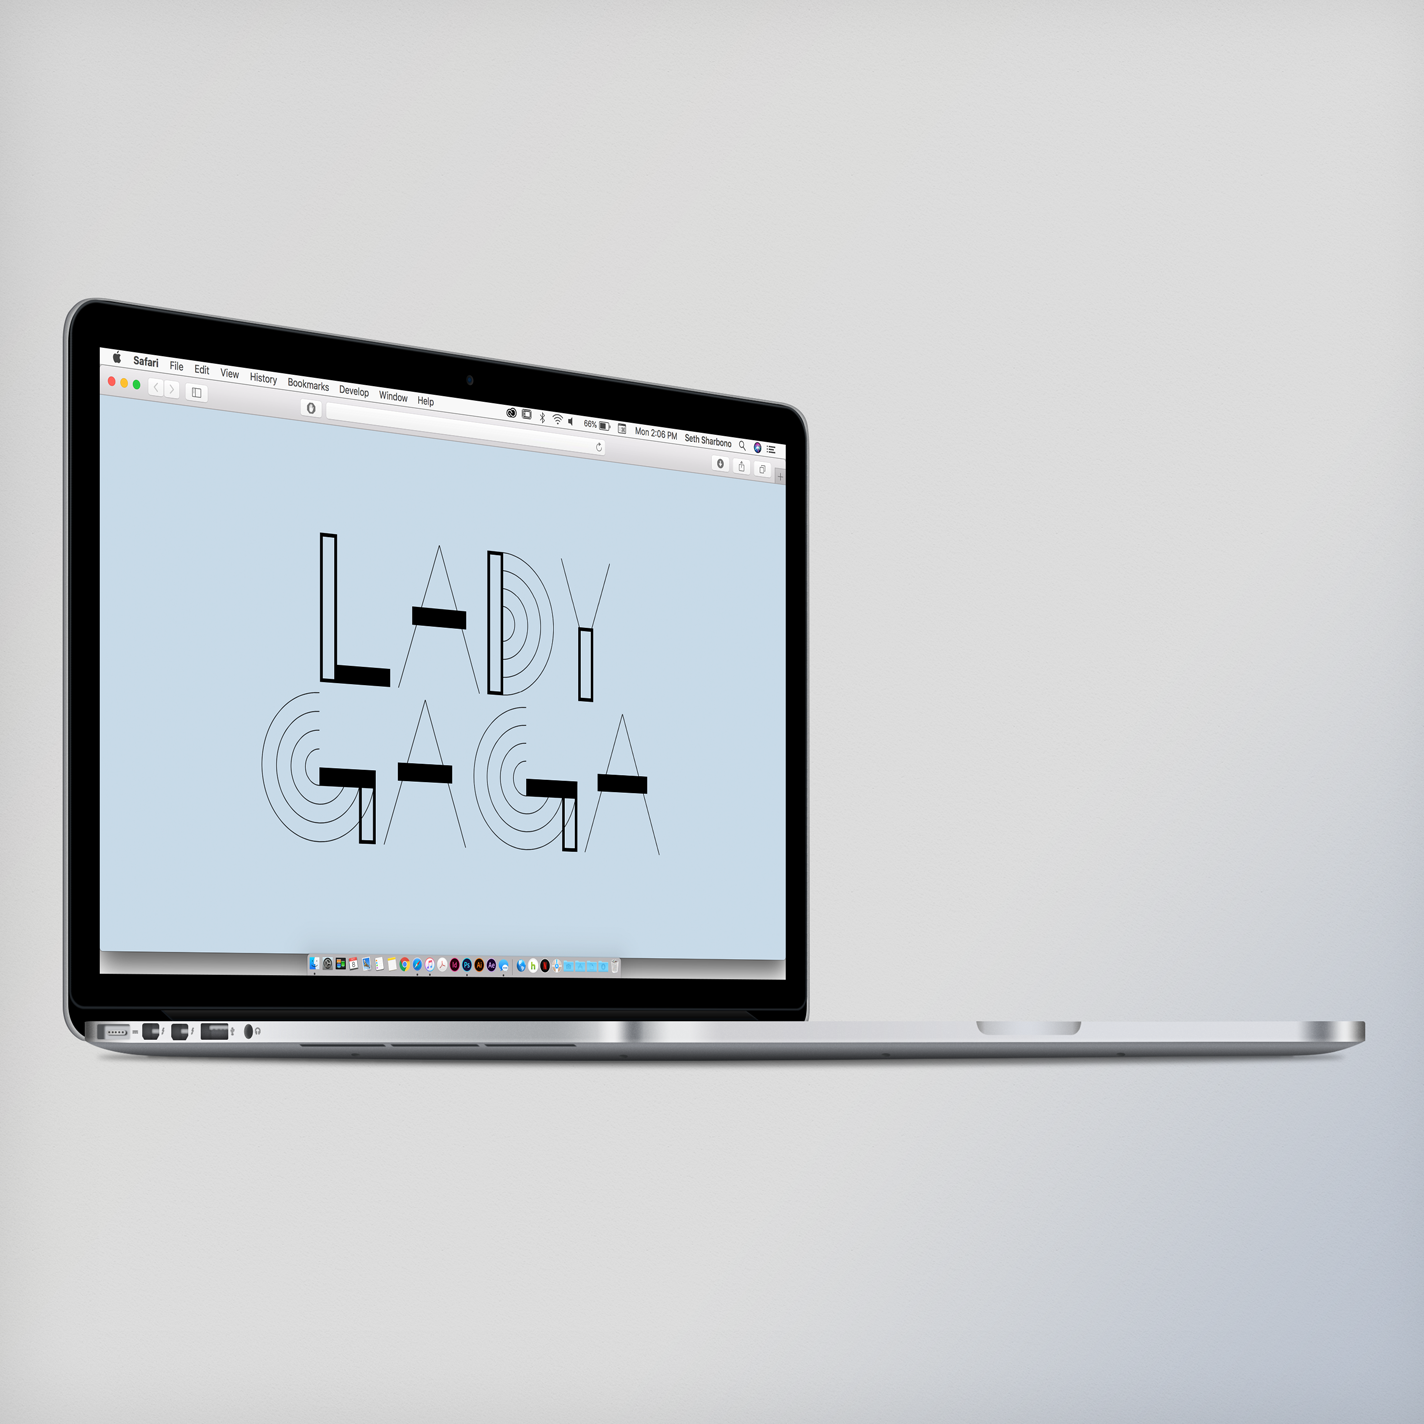 Safari File Edit View History Bookmarks Develop Window Help 66% Mon 2:06 PM Seth Sharbono
LADY
GAGA